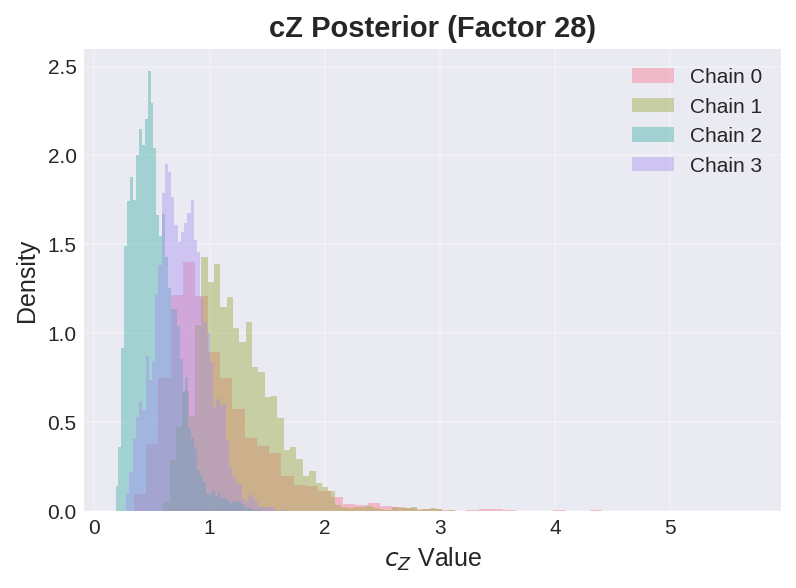 cZ Posterior (Factor 28)
Chain 0
Chain 1
Chain 2
Chain 3
2.5
2.0
1.5
1.0
0.5
0.0
Density
0 1 2 3 4 5
c_Z Value